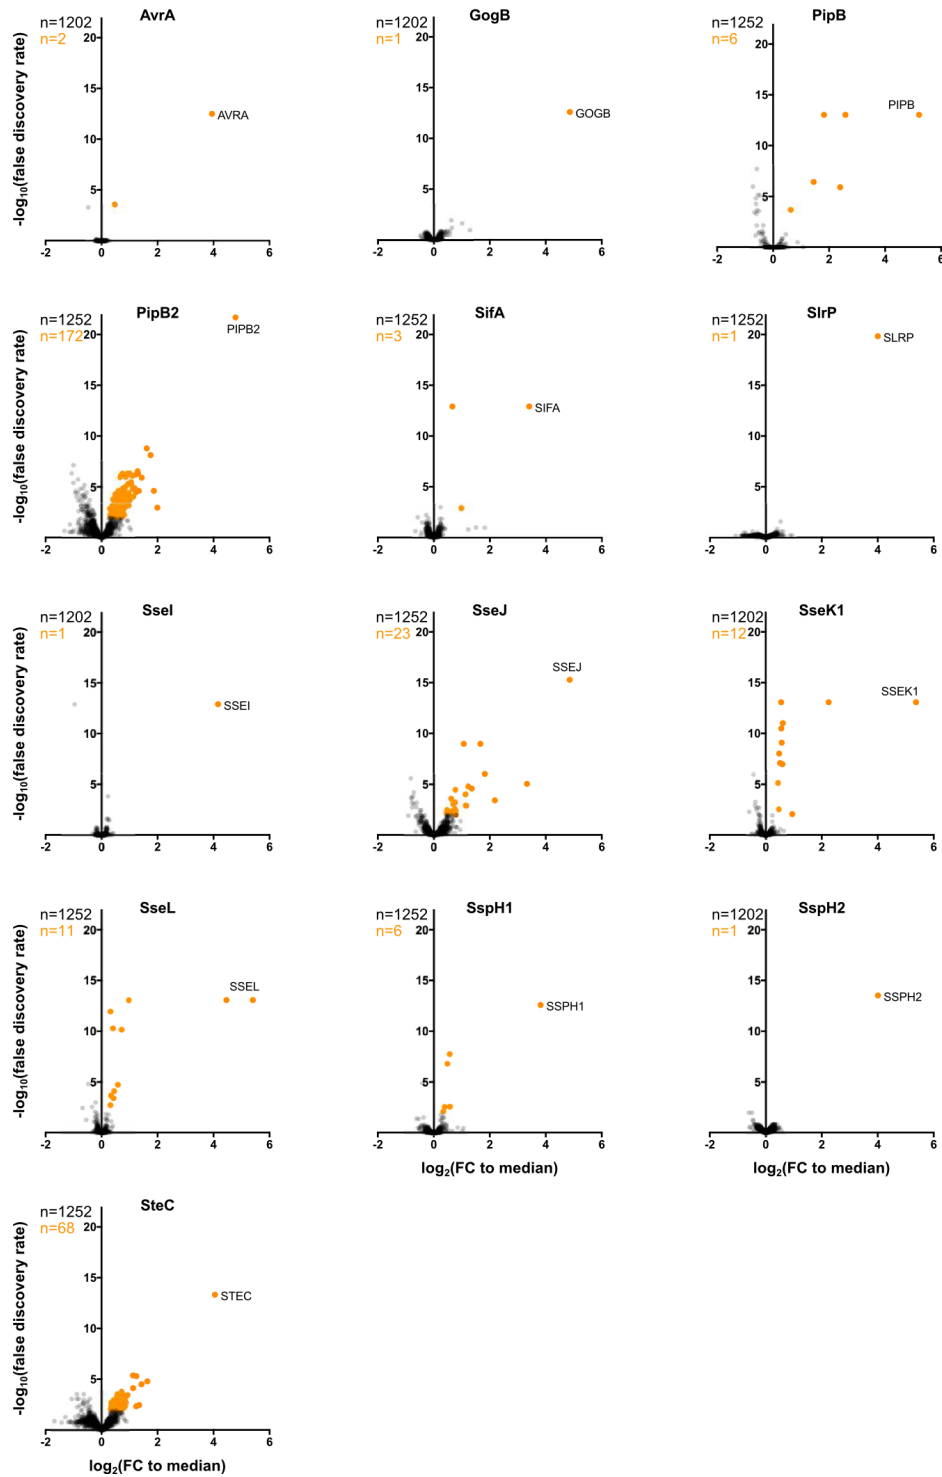 AvrA
n=1202
n=2
-log10(false discovery rate)
20
15
10
5
AVRA
-2 0 2 4 6
GogB
n=1202
n=1
20
15
10
5
GOGB
-2 0 2 4 6
PipB
n=1252
n=6
20
15
10
5
PIPB
-2 0 2 4 6
PipB2
n=1252
n=172
-log10(false discovery rate)
20
15
10
5
PIPB2
-2 0 2 4 6
SifA
n=1252
n=3
20
15
10
5
SIFA
-2 0 2 4 6
SlrP
n=1252
n=1
20
15
10
5
SLRP
-2 0 2 4 6
SseI
n=1202
n=1
-log10(false discovery rate)
20
15
10
5
SSEI
-2 0 2 4 6
SseJ
n=1252
n=23
20
15
10
5
SSEJ
-2 0 2 4 6
SseK1
n=1202
n=12
20
15
10
5
SSEK1
-2 0 2 4 6
SseL
n=1252
n=11
-log10(false discovery rate)
20
15
10
5
SSEL
-2 0 2 4 6
SspH1
n=1252
n=6
20
15
10
5
SSPH1
-2 0 2 4 6
log2(FC to median)
SspH2
n=1202
n=1
20
15
10
5
SSPH2
-2 0 2 4 6
log2(FC to median)
SteC
n=1252
n=68
-log10(false discovery rate)
20
15
10
5
STEC
-2 0 2 4 6
log2(FC to median)